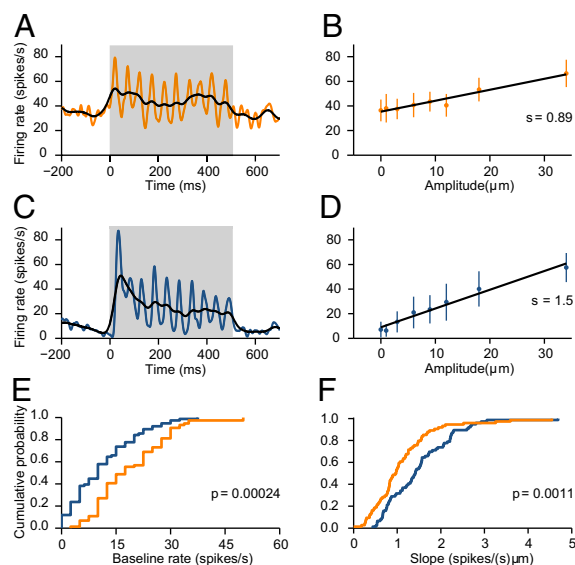 A
B
Firing rate (spikes/s)
80
60
40
20
0
−200 0 200 400 600
Time (ms)
80
60
40
20
0
s = 0.89
0 10 20 30
Amplitude(µm)
C
D
Firing rate (spikes/s)
80
60
40
20
0
−200 0 200 400 600
Time (ms)
80
60
40
20
0
s = 1.5
0 10 20 30
Amplitude(µm)
E
F
Cumulative probability
1.0
0.8
0.6
0.4
0.2
0.0
p = 0.00024
0 15 30 45 60
Baseline rate (spikes/s)
1.0
0.8
0.6
0.4
0.2
0.0
p = 0.0011
0 1 2 3 4 5
Slope (spikes/(s)µm)